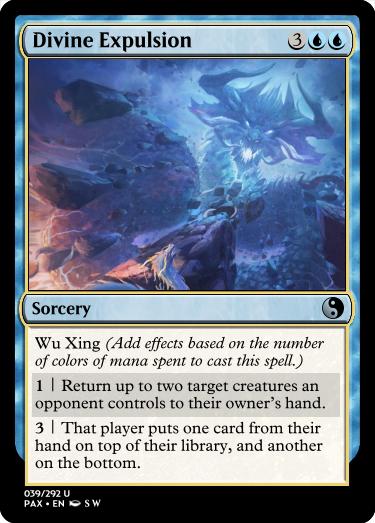 Divine Expulsion 3
Sorcery
Wu Xing (Add effects based on the number
of colors of mana spent to cast this spell.)
1 | Return up to two target creatures an
opponent controls to their owner's hand.
3 | That player puts one card from their
hand on top of their library, and another
on the bottom.
039/292 U
PAX • EN S W